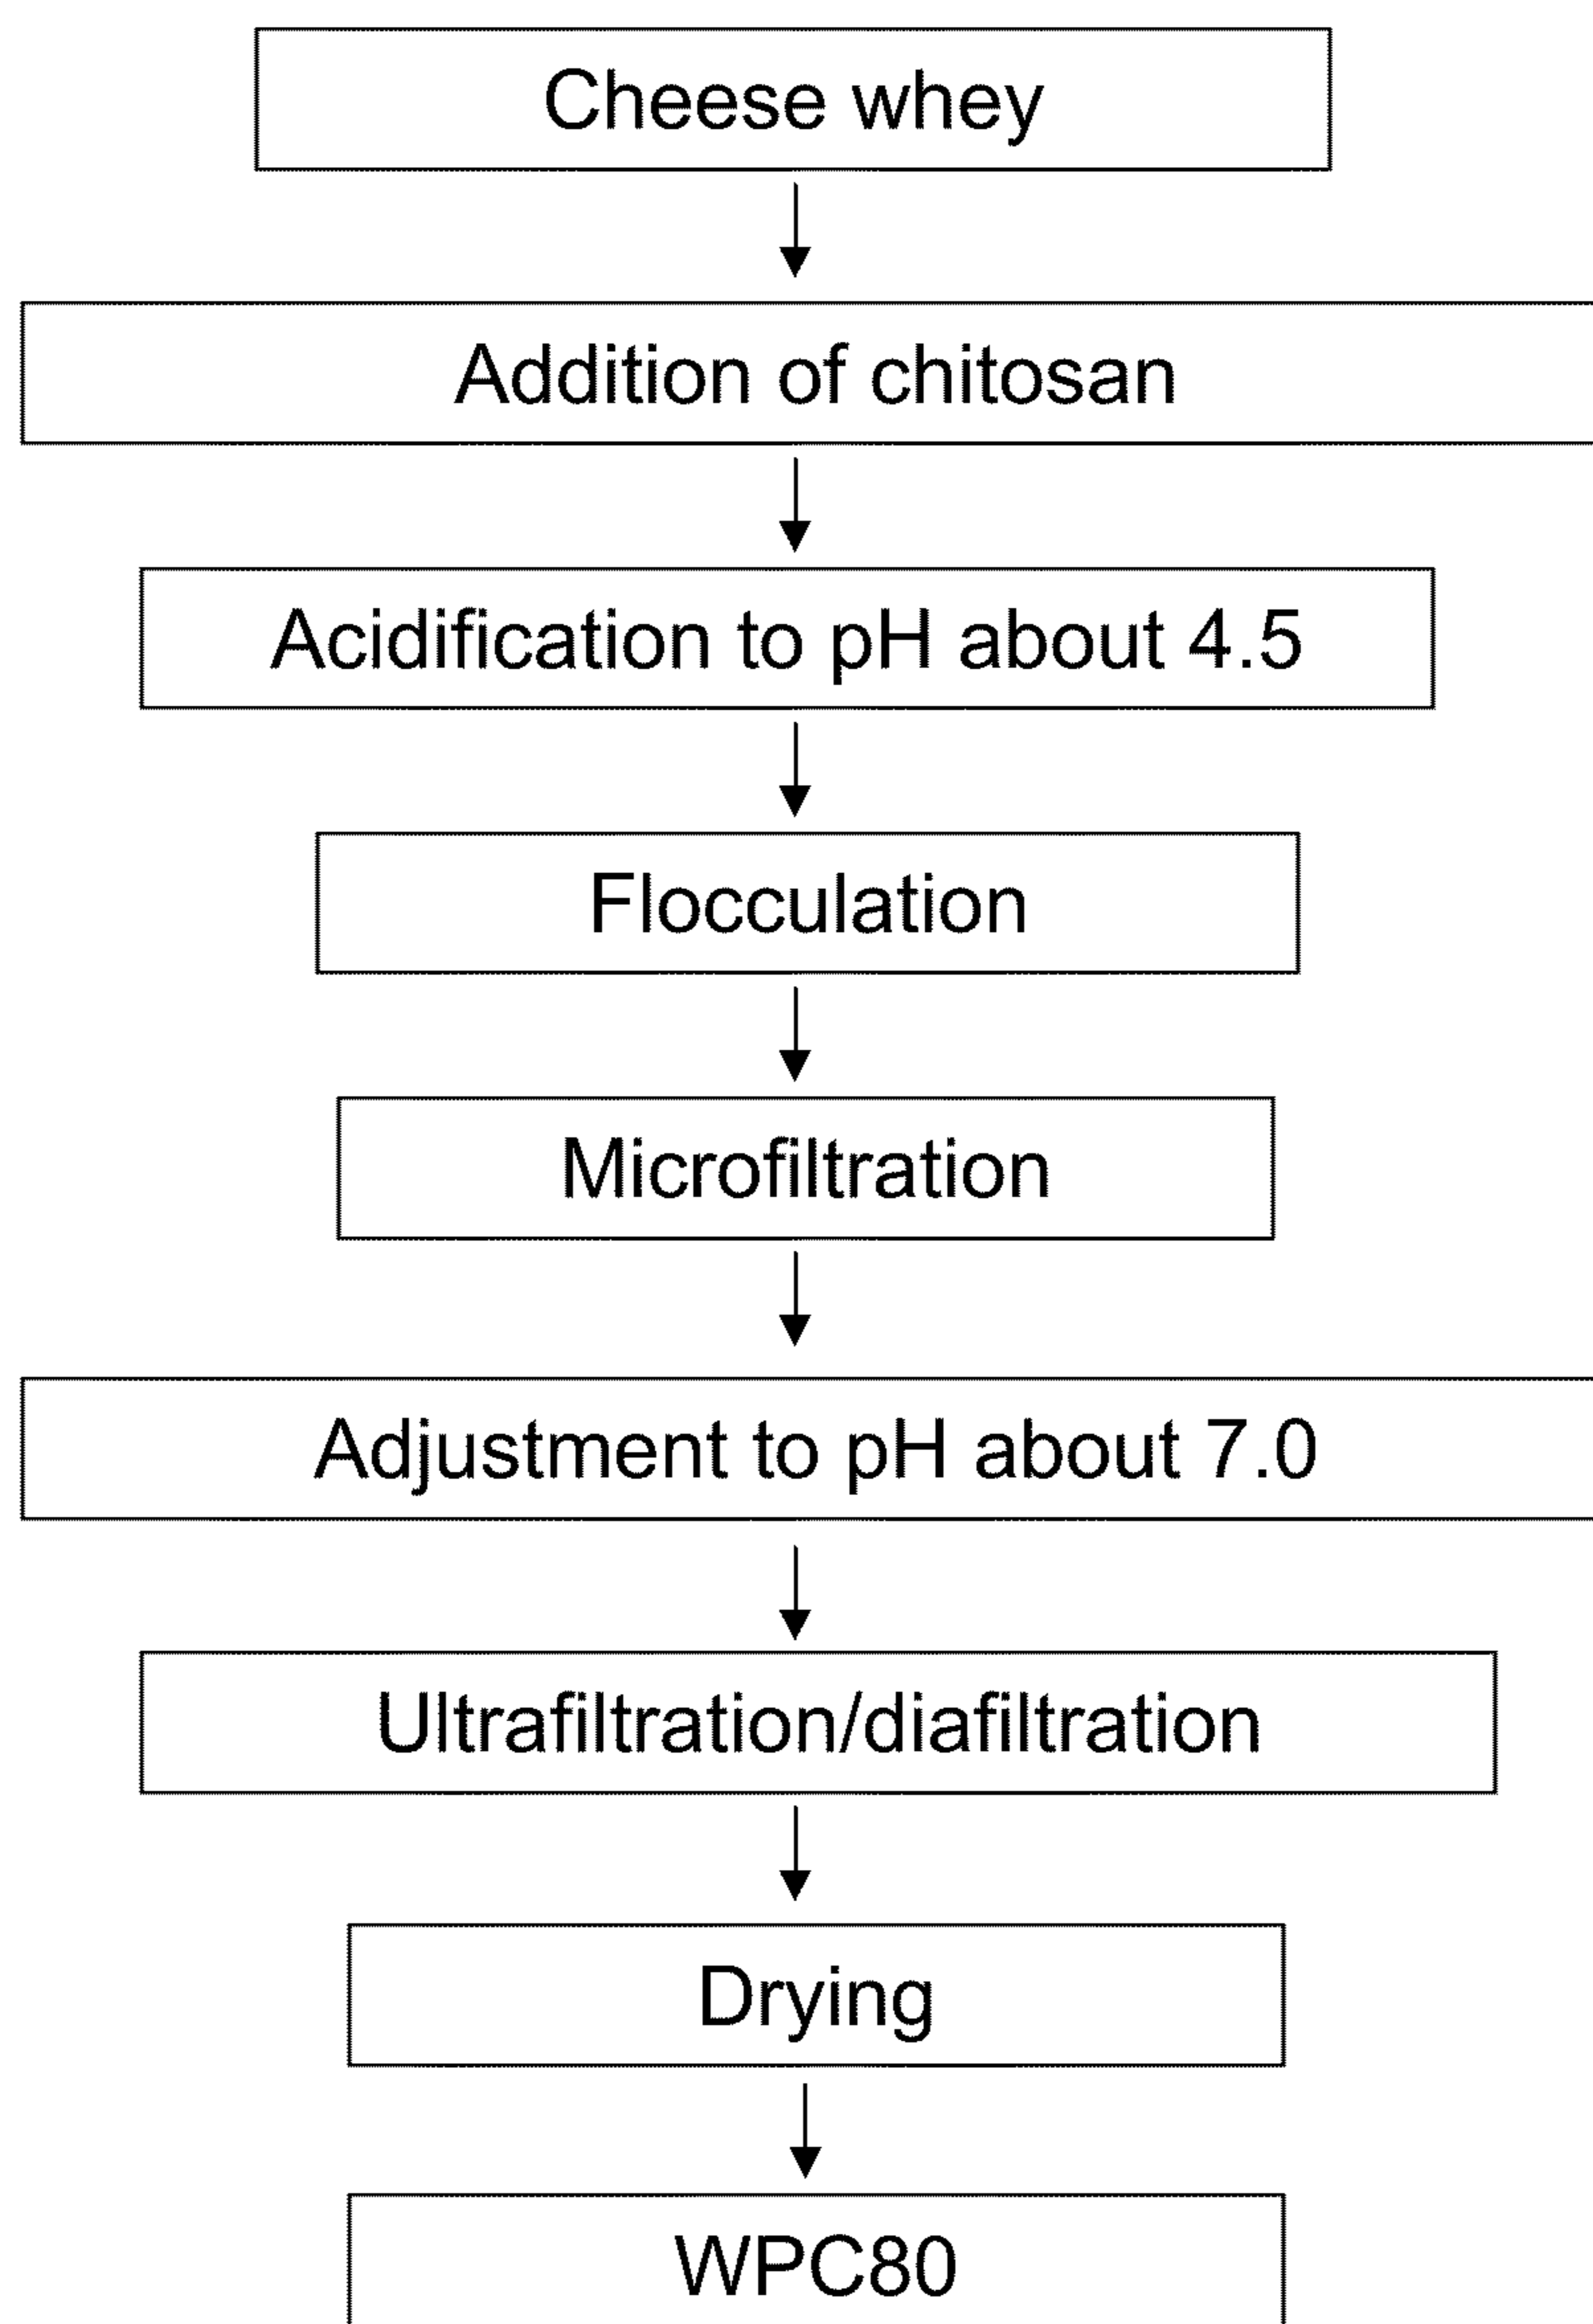 Cheese whey
Addition of chitosan
Acidification to pH about 4.5
Flocculation
Microfiltration
Adjustment to pH about 7.0
Ultrafiltration/diafiltration
Drying
WPC80